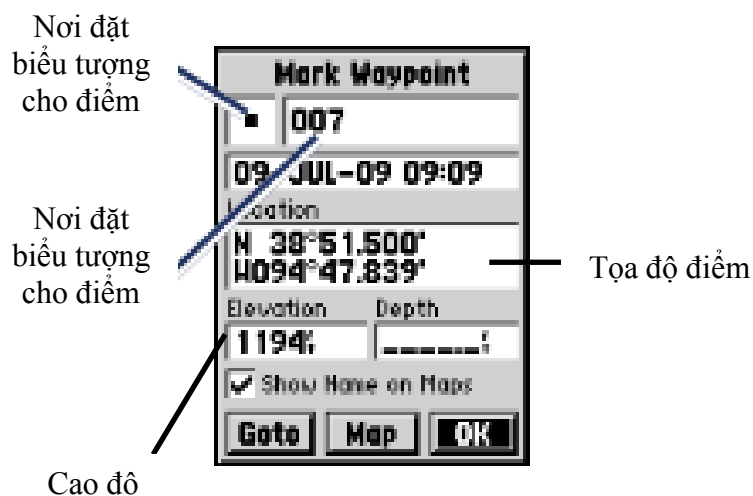 Nơi đặt
biểu tượng
cho điểm
Mark Waypoint
007
09-JUL-09 09:09
Location
N 38°51.500'
W094°47.839'
Elevation Depth
1194
Show Name on Maps
Goto Map OK
Nơi đặt
biểu tượng
cho điểm
Tọa độ điểm
Cao độ